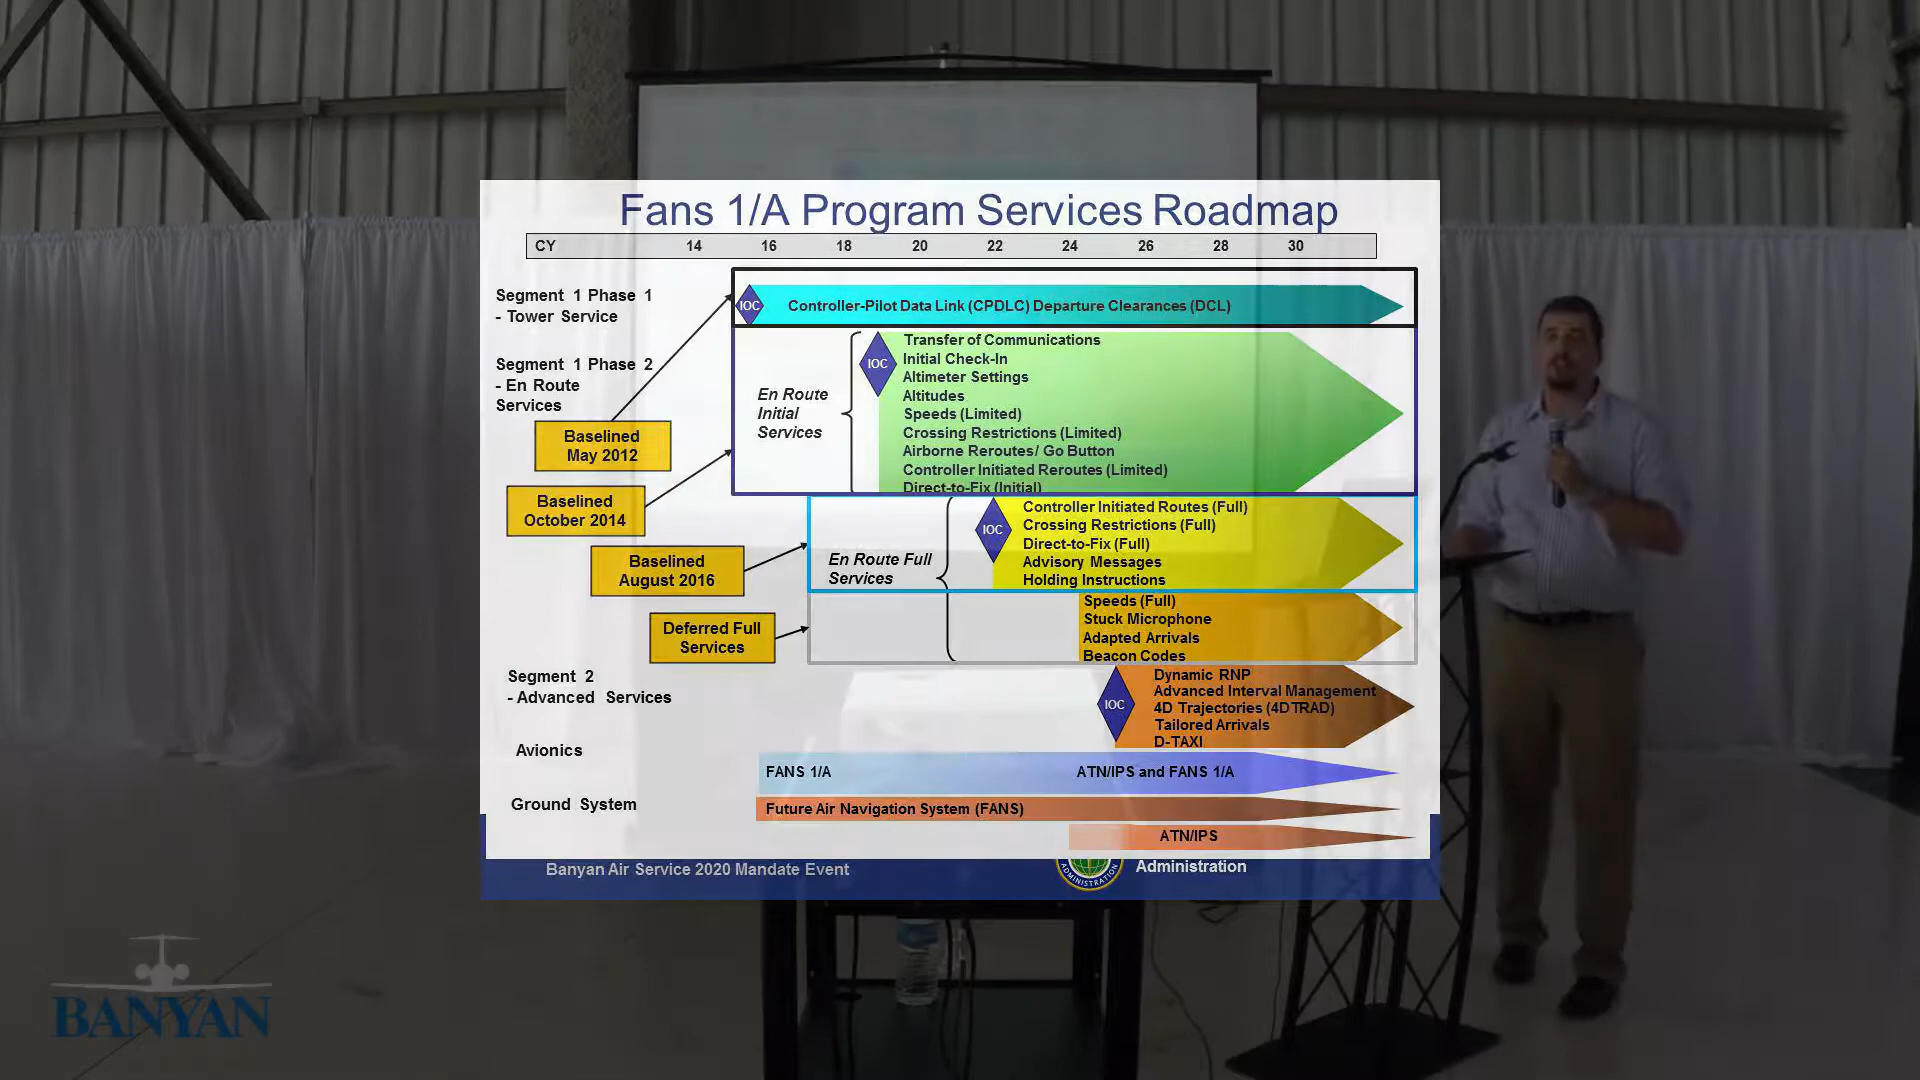 Fans 1/A Program Services Roadmap
CY 14 16 18 20 22 24 26 28 30
Segment 1 Phase 1
- Tower Service
IOC
Controller-Pilot Data Link (CPDLC) Departure Clearances (DCL)
Segment 1 Phase 2
- En Route
Services
En Route
Initial
Services
IOC
Transfer of Communications
Initial Check-In
Altimeter Settings
Altitudes
Speeds (Limited)
Crossing Restrictions (Limited)
Airborne Reroutes/ Go Button
Controller Initiated Reroutes (Limited)
Direct-to-Fix (Initial)
Baselined
May 2012
Baselined
October 2014
Baselined
August 2016
En Route Full
Services
IOC
Controller Initiated Routes (Full)
Crossing Restrictions (Full)
Direct-to-Fix (Full)
Advisory Messages
Holding Instructions
Deferred Full
Services
Speeds (Full)
Stuck Microphone
Adapted Arrivals
Beacon Codes
Segment 2
- Advanced Services
IOC
Dynamic RNP
Advanced Interval Management
4D Trajectories (4DTRAD)
Tailored Arrivals
D-TAXI
Avionics
FANS 1/A
ATN/IPS and FANS 1/A
Ground System
Future Air Navigation System (FANS)
ATN/IPS
Banyan Air Service 2020 Mandate Event
ADMINISTRATION
Administration
BANYAN